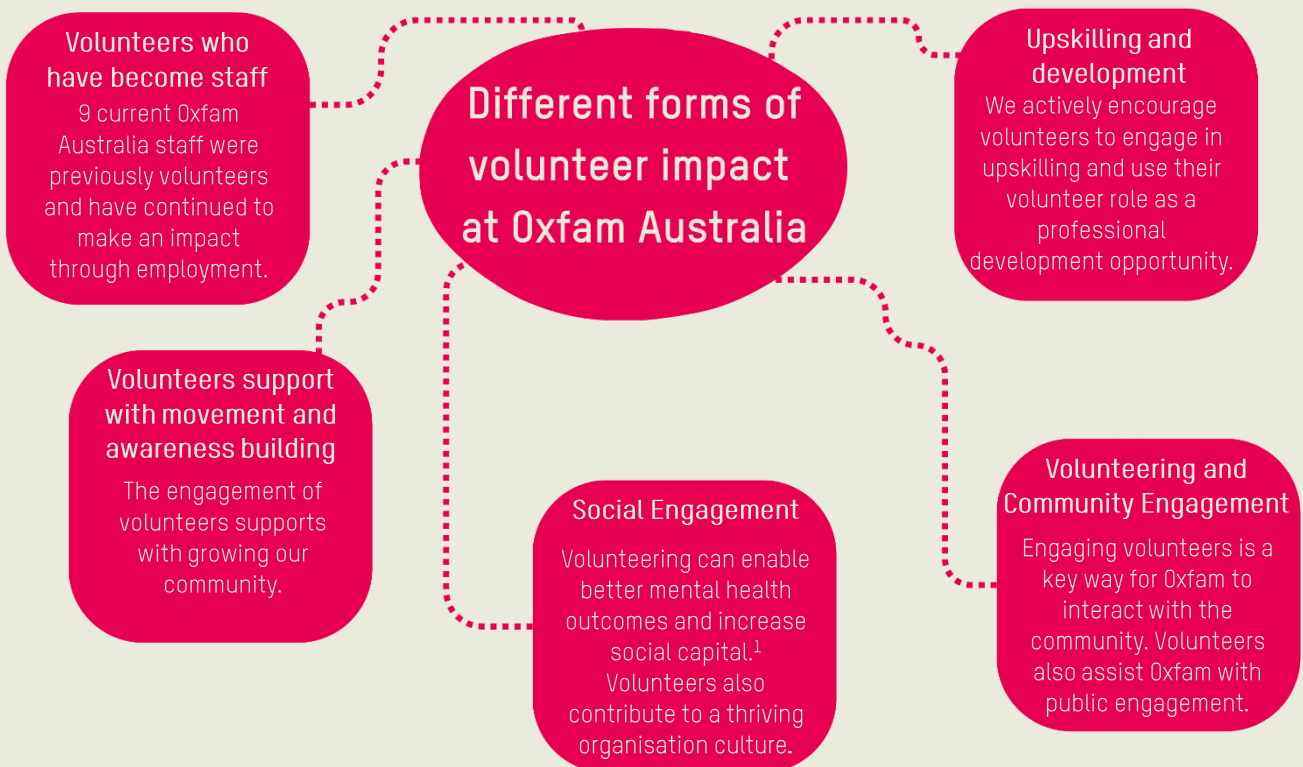 Different forms of
volunteer impact
at Oxfam Australia
Volunteers who
have become staff
9 current Oxfam
Australia staff were
previously volunteers
and have continued to
make an impact
through employment.
Upskilling and
development
We actively encourage
volunteers to engage in
upskilling and use their
volunteer role as a
professional
development opportunity.
Volunteers support
with movement and
awareness building
The engagement of
volunteers supports
with growing our
community.
Social Engagement
Volunteering can enable
better mental health
outcomes and increase
social capital.¹
Volunteers also
contribute to a thriving
organisation culture.
Volunteering and
Community Engagement
Engaging volunteers is a
key way for Oxfam to
interact with the
community. Volunteers
also assist Oxfam with
public engagement.